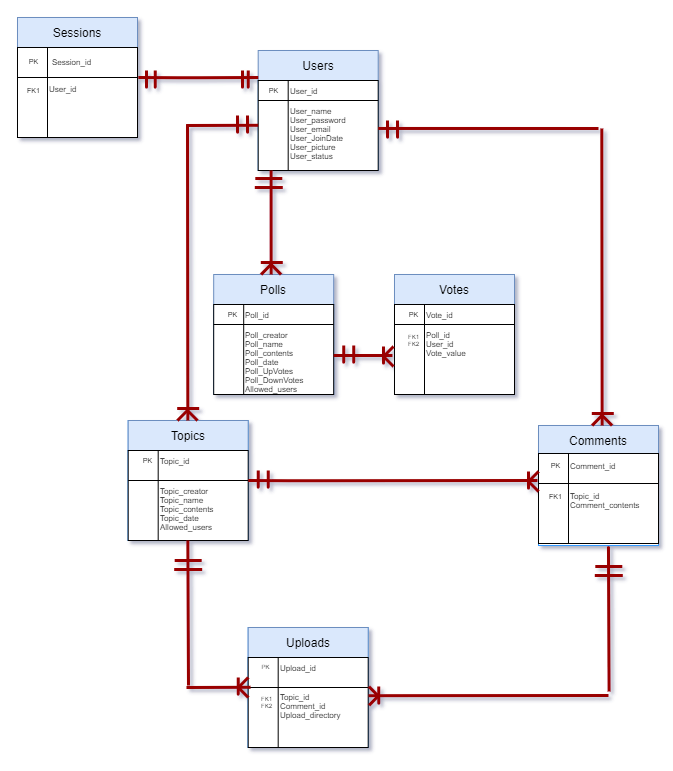 Sessions
PK Session_id
FK1 User_id
Users
PK User_id
User_name
User_password
User_email
User_JoinDate
User_picture
User_status
Polls
PK Poll_id
Poll_creator
Poll_name
Poll_contents
Poll_date
Poll_UpVotes
Poll_DownVotes
Allowed_users
Votes
PK Vote_id
FK1 Poll_id
FK2 User_id
Vote_value
Topics
PK Topic_id
Topic_creator
Topic_name
Topic_contents
Topic_date
Allowed_users
Comments
PK Comment_id
FK1 Topic_id
Comment_contents
Uploads
PK Upload_id
FK1 Topic_id
FK2 Comment_id
Upload_directory